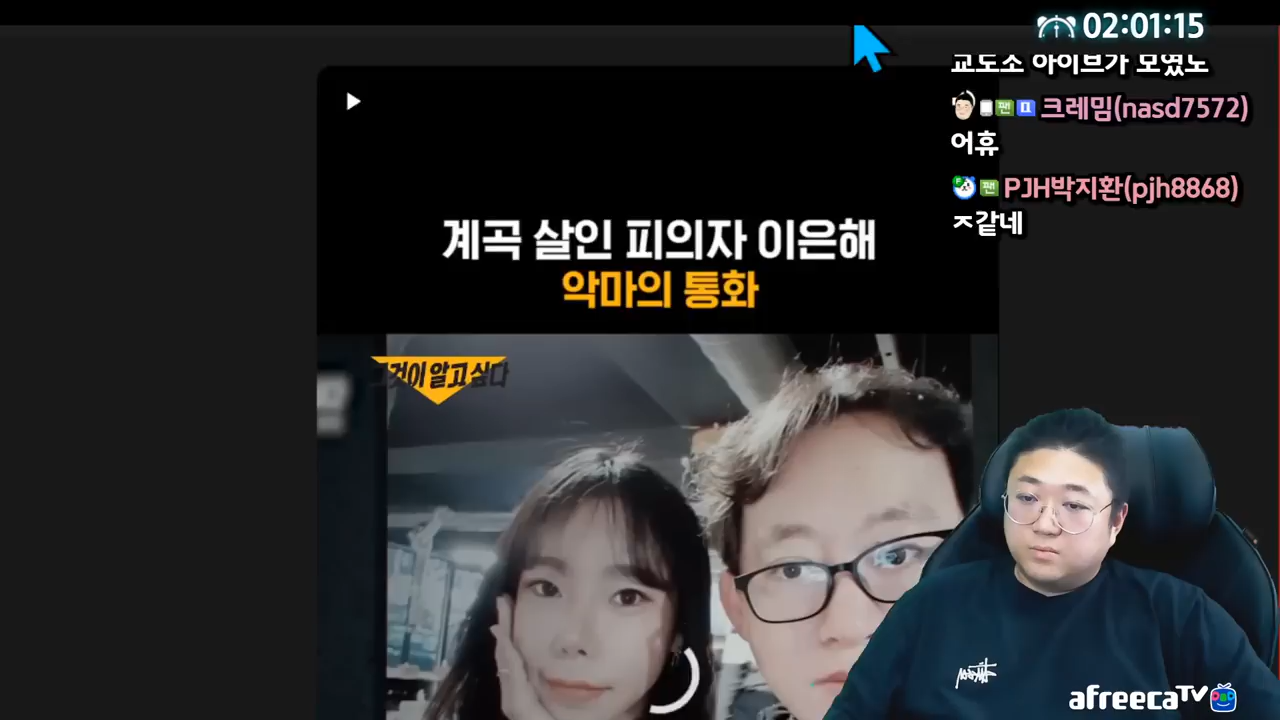 02:01:15
교도소 아이브가 모였노
크레밈(nasd7572)
어휴
PJH박지환(pjh8868)
ㅈ같네
계곡 살인 피의자 이은해
악마의 통화
그것이 알고싶다
afreecaTV